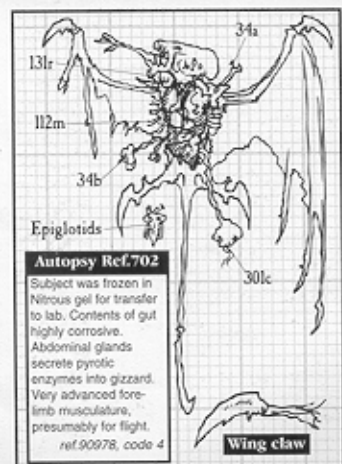 34a
131r
112m
34b
Epiglotids
301c
Autopsy Ref.702
Subject was frozen in
Nitrous gel for transfer
to lab. Contents of gut
highly corrosive.
Abdominal glands
secrete pyrotic
enzymes into gizzard.
Very advanced fore-
limb musculature,
presumably for flight.
ref.90978, code 4
Wing claw